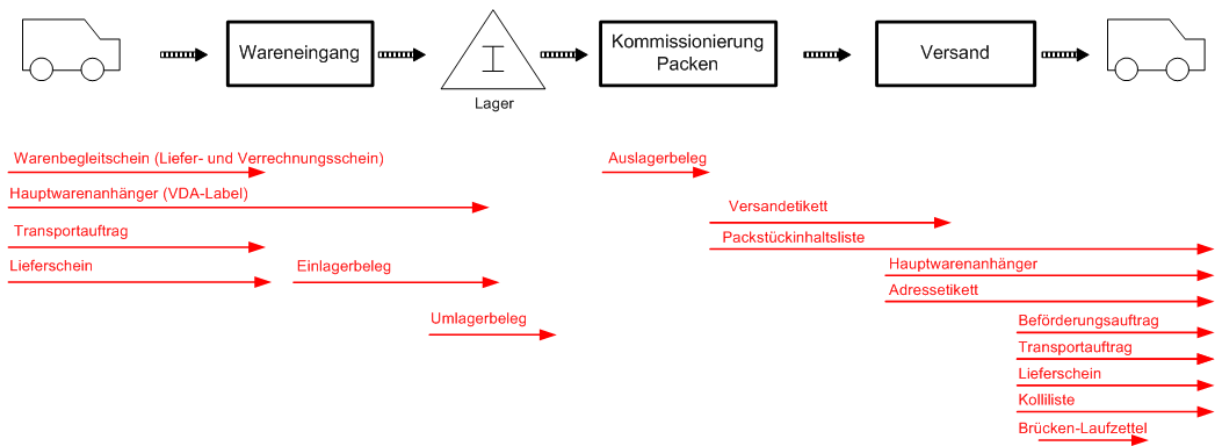 Wareneingang
Lager
Kommissionierung
Packen
Versand
Warenbegleitschein (Liefer- und Verrechnungsschein)
Auslagerbeleg
Hauptwarenanhänger (VDA-Label)
Versandetikett
Transportauftrag
Packstückinhaltsliste
Lieferschein
Einlagerbeleg
Hauptwarenanhänger
Adressetikett
Umlagerbeleg
Beförderungsauftrag
Transportauftrag
Lieferschein
Kolliliste
Brücken-Laufzettel